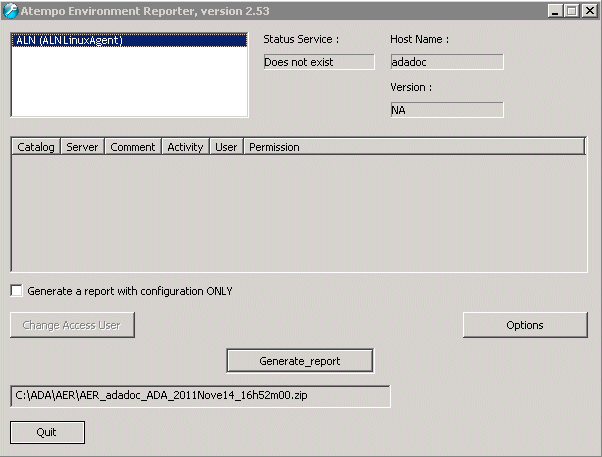 Atempo Environment Reporter, version 2.53
ALN (ALNLinuxAgent)
Status Service :
Host Name :
Does not exist
adadoc
Version :
NA
Catalog Server Comment Activity User Permission
Generate a report with configuration ONLY
Change Access User
Options
Generate_report
C:\ADA\AER\AER_adadoc_ADA_2011Nove14_16h52m00.zip
Quit